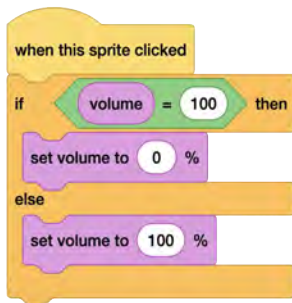 when this sprite clicked
if volume = 100 then
set volume to 0 %
else
set volume to 100 %